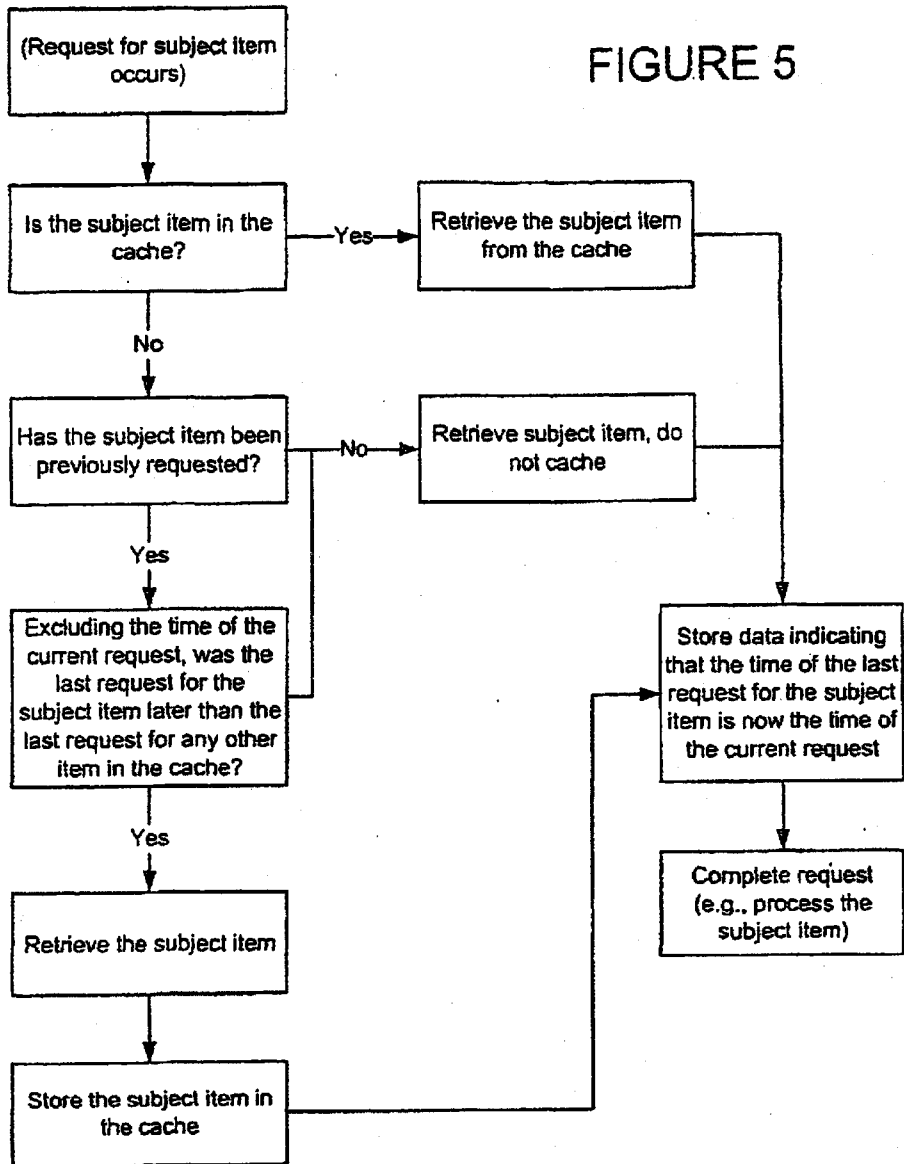 FIGURE 5
(Request for subject item
occurs)
Is the subject item in the
cache?
Yes
Retrieve the subject item
from the cache
No
Has the subject item been
previously requested?
No
Retrieve subject item, do
not cache
Yes
Excluding the time of the
current request, was the
last request for the
subject item later than the
last request for any other
item in the cache?
Store data indicating
that the time of the last
request for the subject
item is now the time of
the current request
Yes
Complete request
(e.g., process the
subject item)
Retrieve the subject item
Store the subject item in
the cache